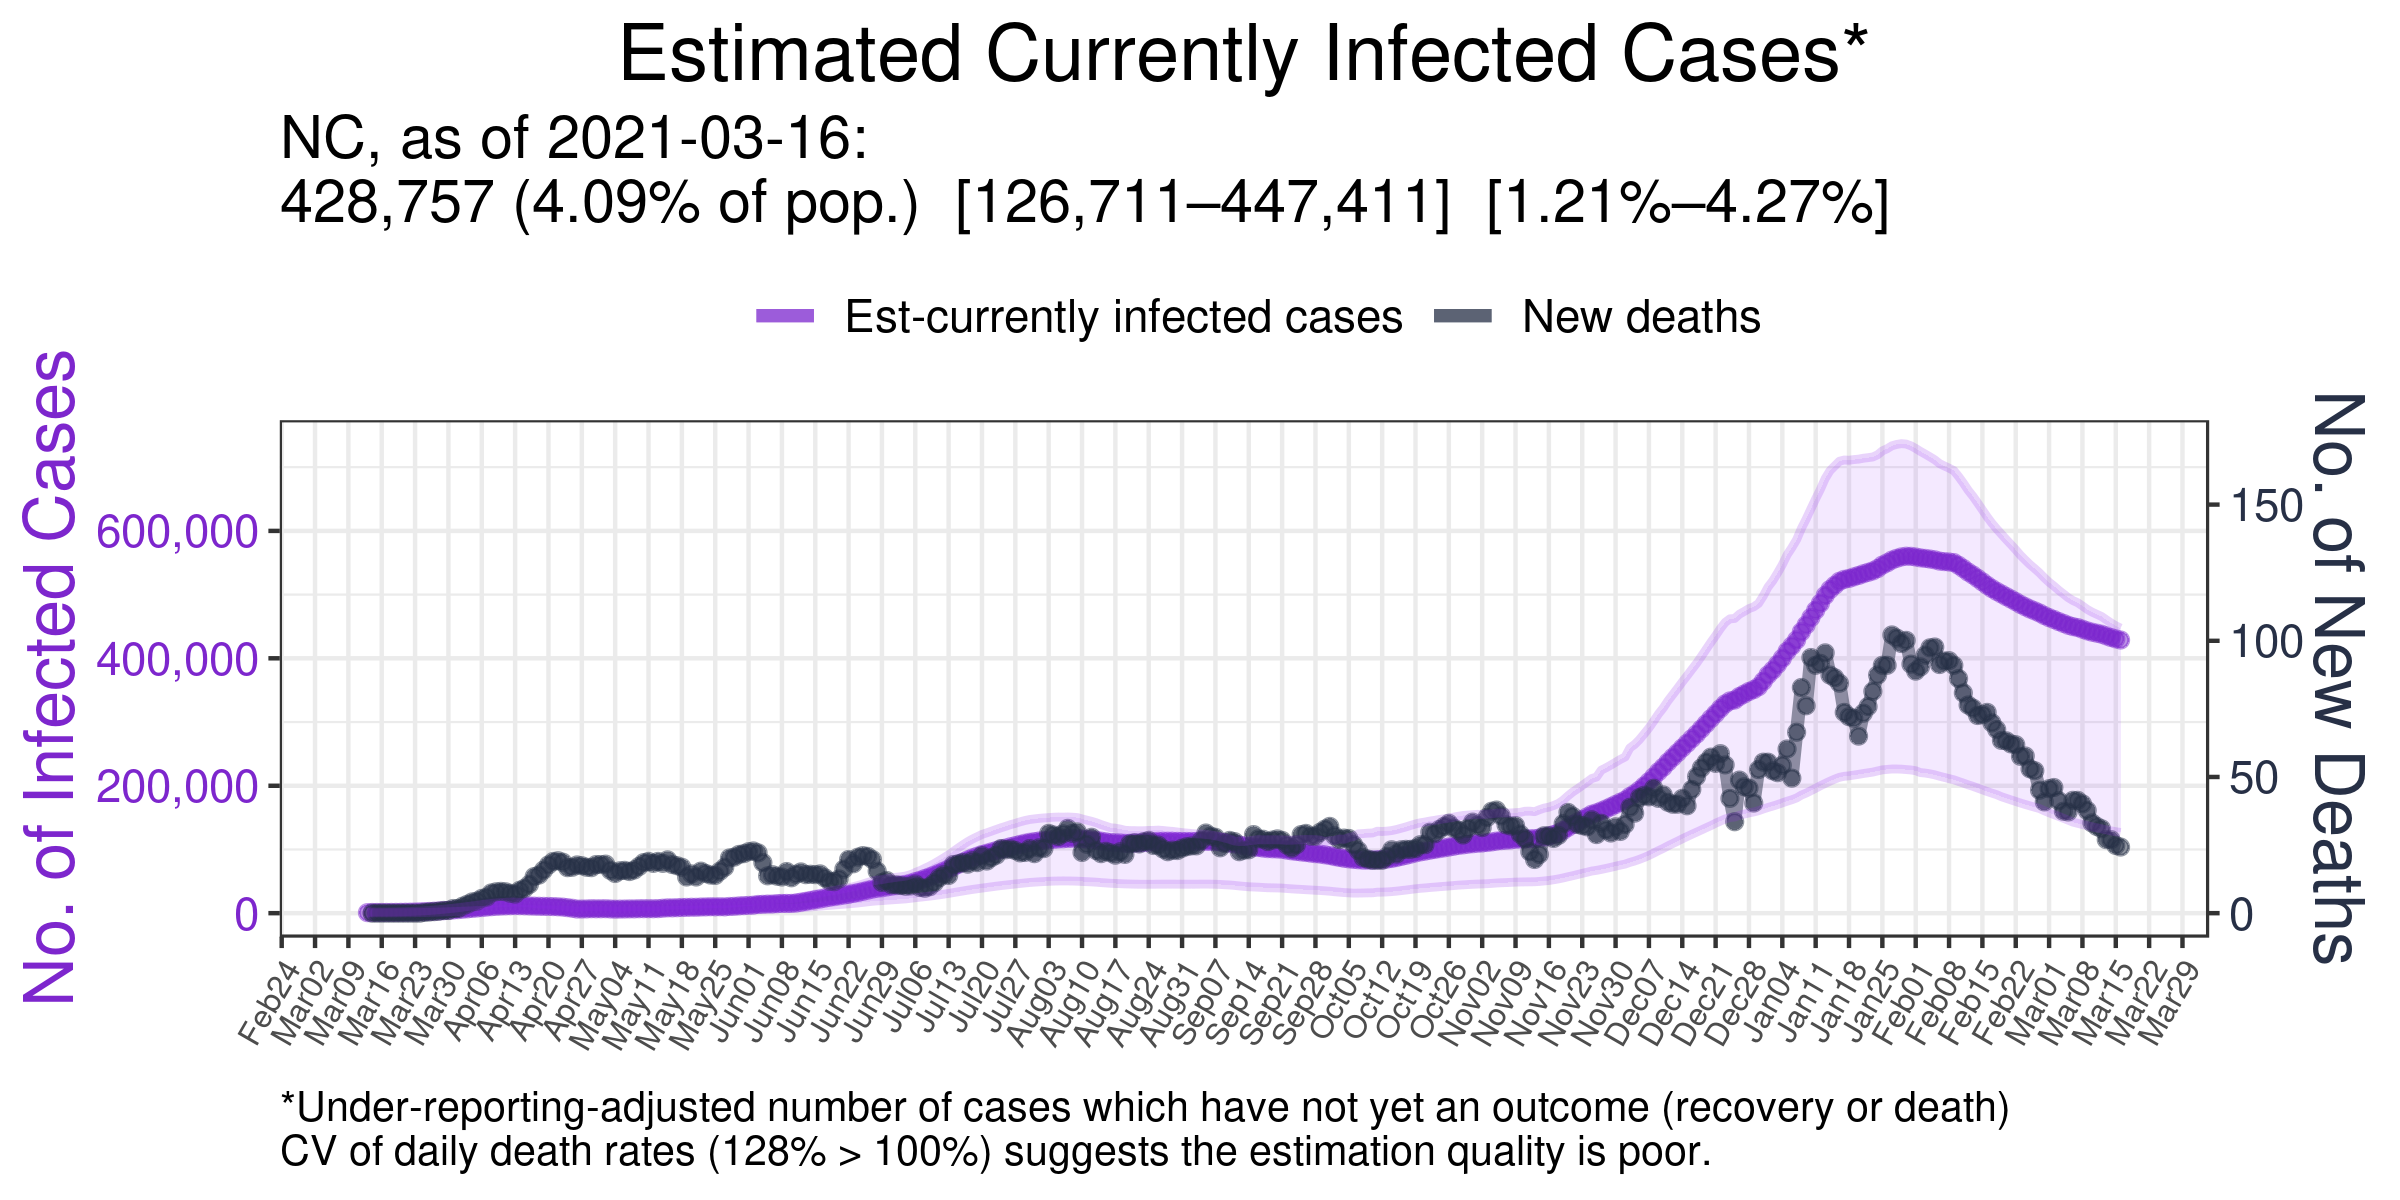 Estimated Currently Infected Cases*
NC, as of 2021-03-16:
428,757 (4.09% of pop.)  [126,711–447,411]  [1.21%–4.27%]
Est-currently infected cases
New deaths
No. of Infected Cases
600,000
400,000
200,000
0
No. of New Deaths
150
100
50
0
Feb24
Mar02
Mar09
Mar16
Mar23
Mar30
Apr06
Apr13
Apr20
Apr27
May04
May11
May18
May25
Jun01
Jun08
Jun15
Jun22
Jun29
Jul06
Jul13
Jul20
Jul27
Aug03
Aug10
Aug17
Aug24
Aug31
Sep07
Sep14
Sep21
Sep28
Oct05
Oct12
Oct19
Oct26
Nov02
Nov09
Nov16
Nov23
Nov30
Dec07
Dec14
Dec21
Dec28
Jan04
Jan11
Jan18
Jan25
Feb01
Feb08
Feb15
Feb22
Mar01
Mar08
Mar15
Mar22
Mar29
*Under-reporting-adjusted number of cases which have not yet an outcome (recovery or death)
CV of daily death rates (128% > 100%) suggests the estimation quality is poor.